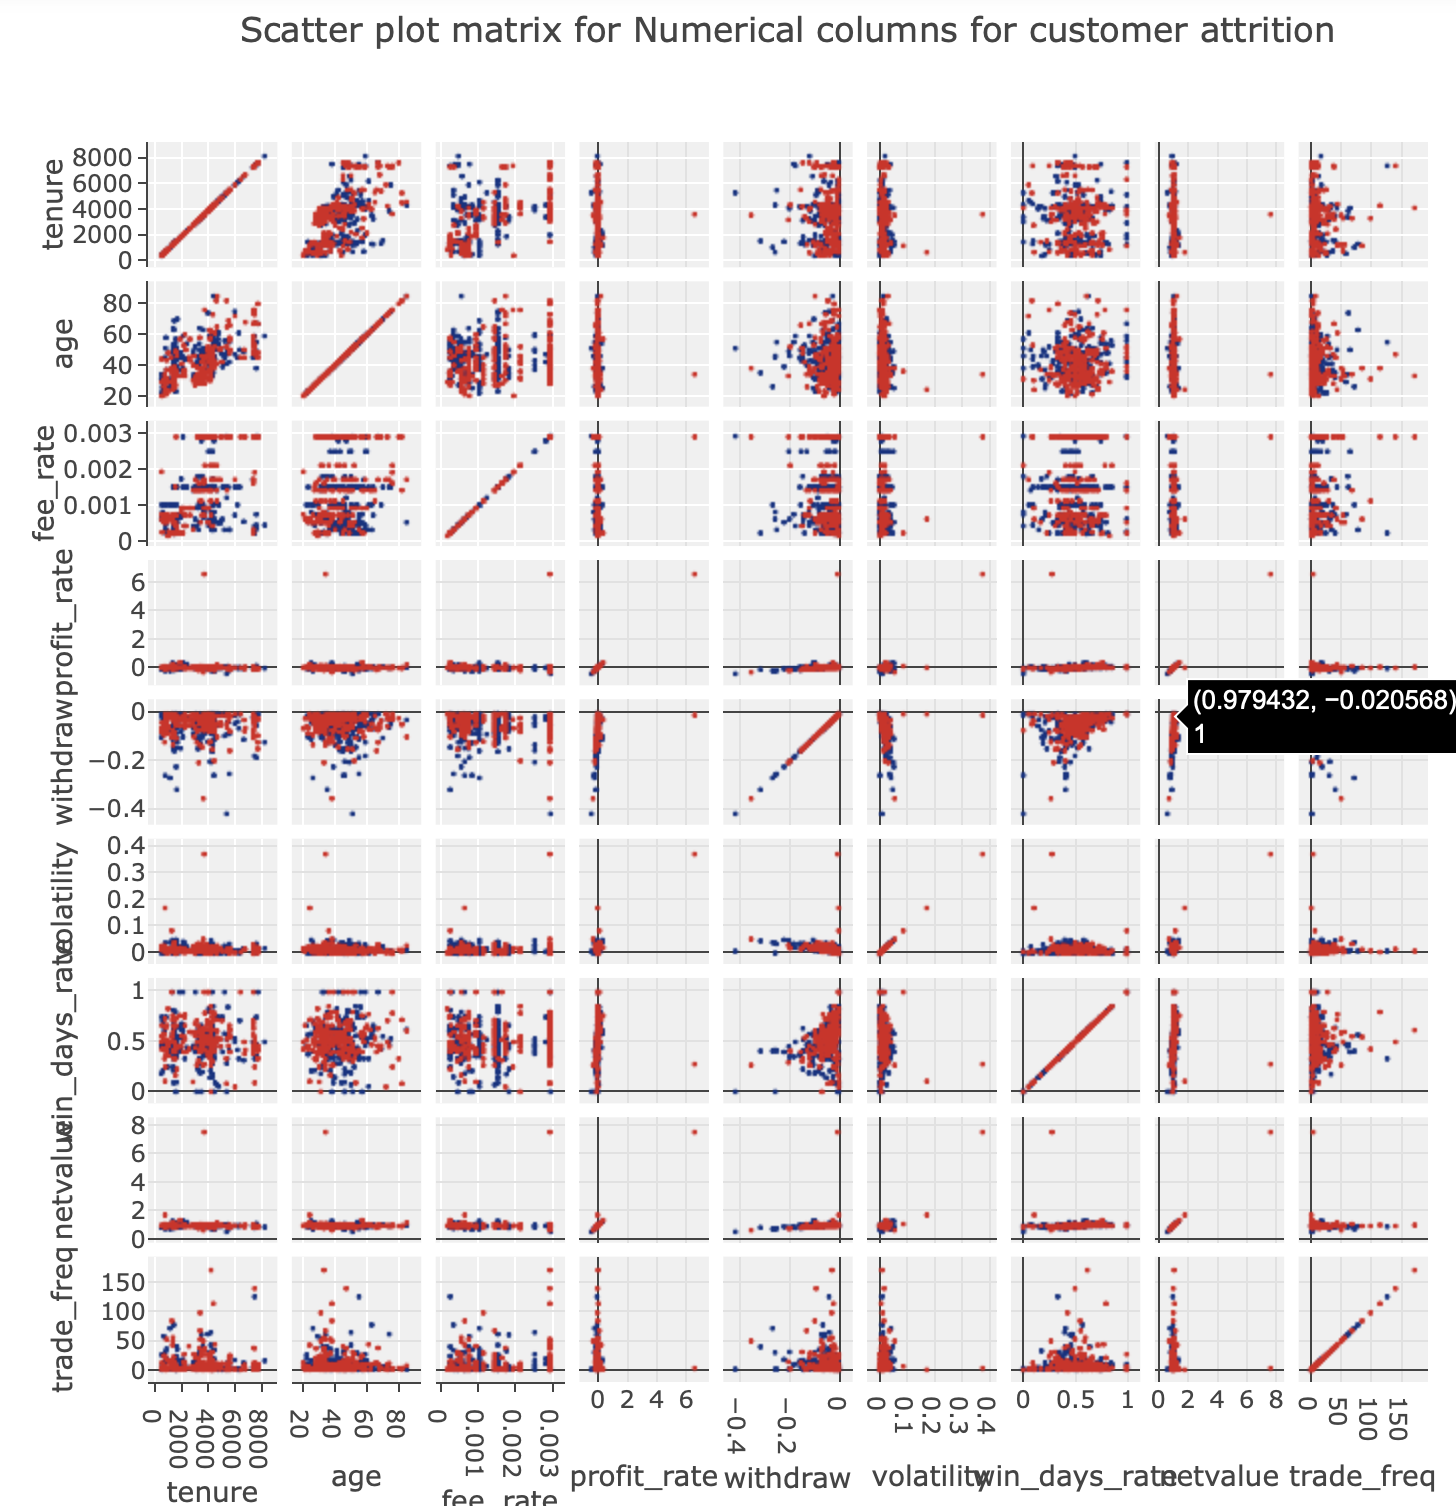 Scatter plot matrix for Numerical columns for customer attrition
tenure
8000
6000
4000
2000
0
age
80
60
40
20
fee_rate
0.003
0.002
0.001
0
profit_rate
6
4
2
0
withdraw
0
−0.2
−0.4
(0.979432, −0.020568)
1
volatility
0.4
0.3
0.2
0.1
0
win_days_rate
1
0.5
0
netvalue
8
6
4
2
0
trade_freq
150
100
50
0
0 2000 4000 6000 8000
20 40 60 80
0 0.001 0.002 0.003
0 2 4 6
−0.4 −0.2 0
0 0.1 0.2 0.3 0.4
0 0.5 1
0 2 4 6 8
0 50 100 150
tenure age fee_rate profit_rate withdraw volatility win_days_rate netvalue trade_freq